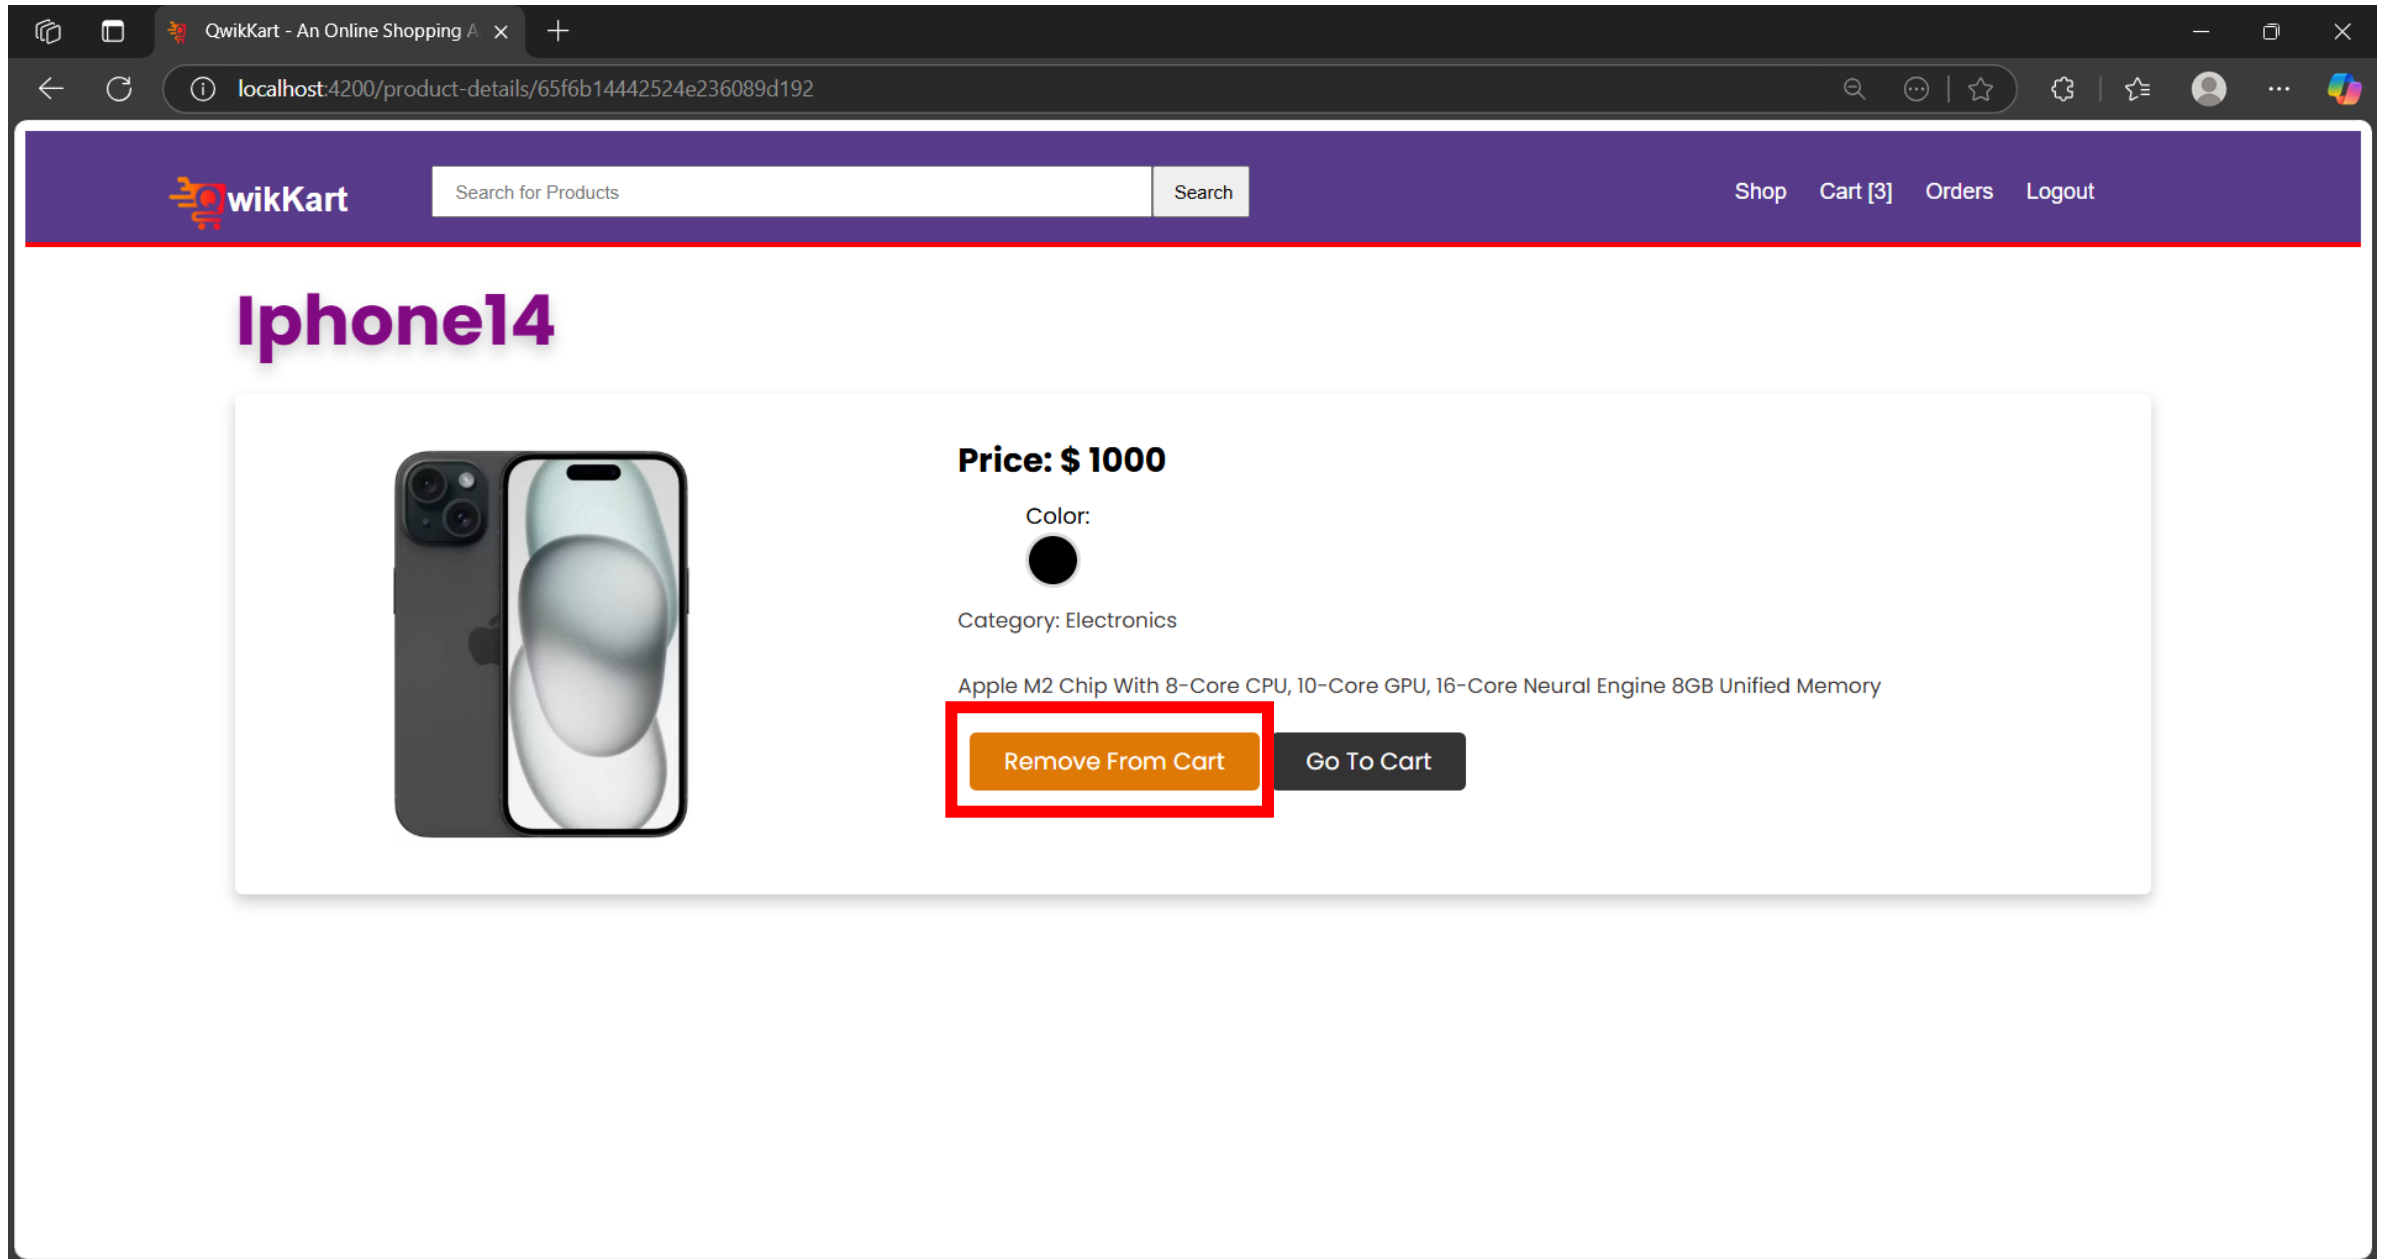 QwikKart - An Online Shopping A
localhost:4200/product-details/65f6b14442524e236089d192
QwikKart
Search for Products
Search
Shop
Cart [3]
Orders
Logout
Iphone14
Price: $ 1000
Color:
Category: Electronics
Apple M2 Chip With 8-Core CPU, 10-Core GPU, 16-Core Neural Engine 8GB Unified Memory
Remove From Cart
Go To Cart